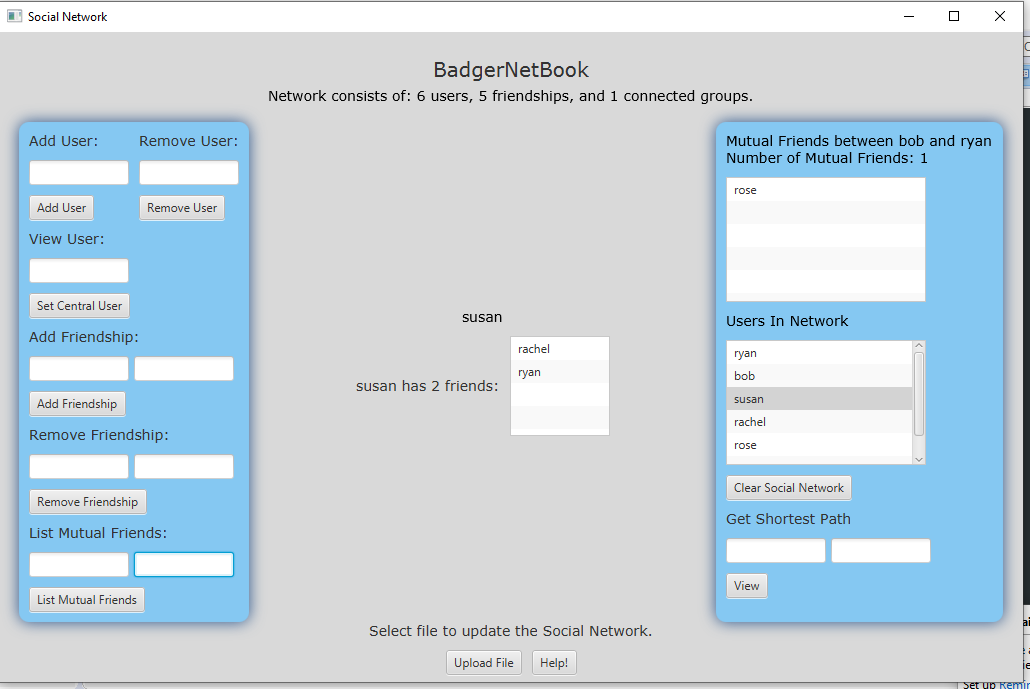 Social Network
BadgerNetBook
Network consists of: 6 users, 5 friendships, and 1 connected groups.
Add User:
Remove User:
Add User
Remove User
View User:
Set Central User
Add Friendship:
Add Friendship
Remove Friendship:
Remove Friendship
List Mutual Friends:
List Mutual Friends
susan
susan has 2 friends:
rachel
ryan
Mutual Friends between bob and ryan
Number of Mutual Friends: 1
rose
Users In Network
ryan
bob
susan
rachel
rose
Clear Social Network
Get Shortest Path
View
Select file to update the Social Network.
Upload File
Help!
Set up